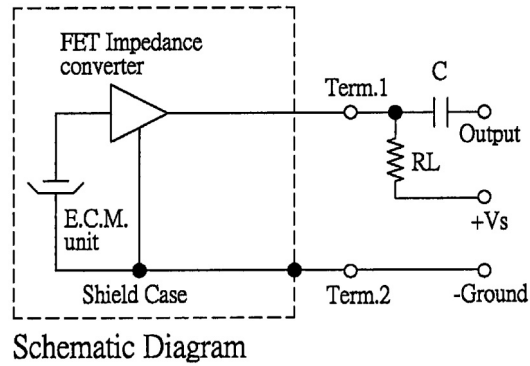 FET Impedance
converter
Term.1
C
Output
RL
+Vs
E.C.M.
unit
Shield Case
Term.2
-Ground
Schematic Diagram